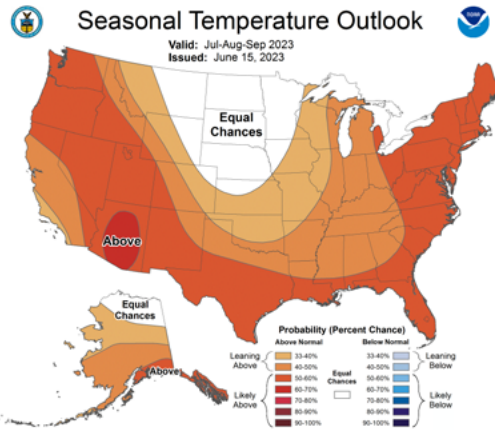 Seasonal Temperature Outlook
Valid: Jul-Aug-Sep 2023
Issued: June 15, 2023
NOAA
Equal
Chances
Above
Equal
Chances
Above
Probability (Percent Chance)
Above Normal
Below Normal
Leaning
Above
33-40%
40-50%
Likely
Above
50-60%
60-70%
70-80%
80-90%
90-100%
Equal
Chances
33-40%
40-50%
Leaning
Below
50-60%
60-70%
70-80%
80-90%
90-100%
Likely
Below